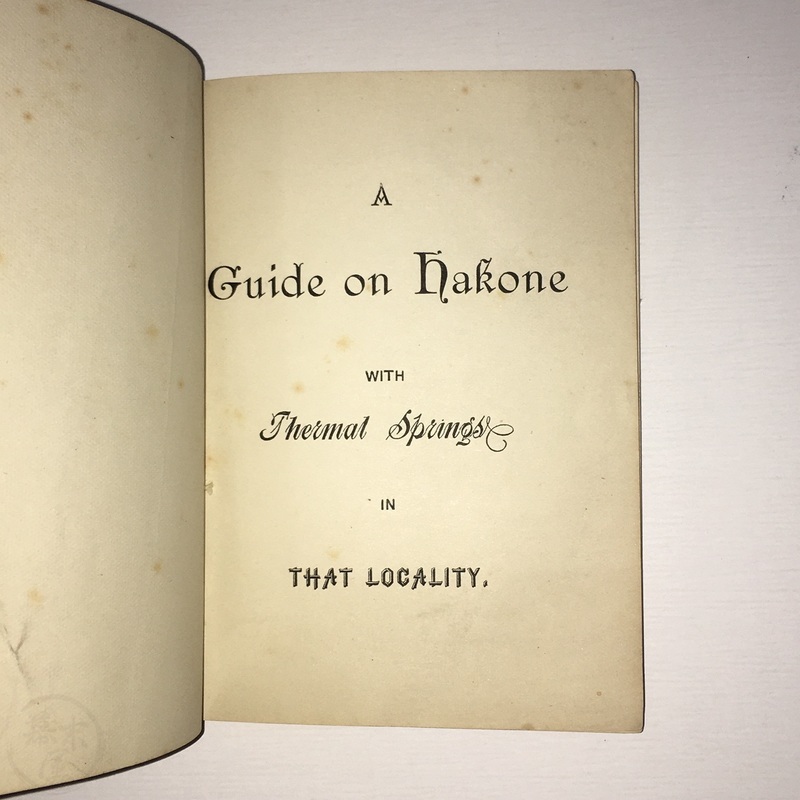 A
Guide on Hakone
WITH
Thermal Springs
IN
THAT LOCALITY.